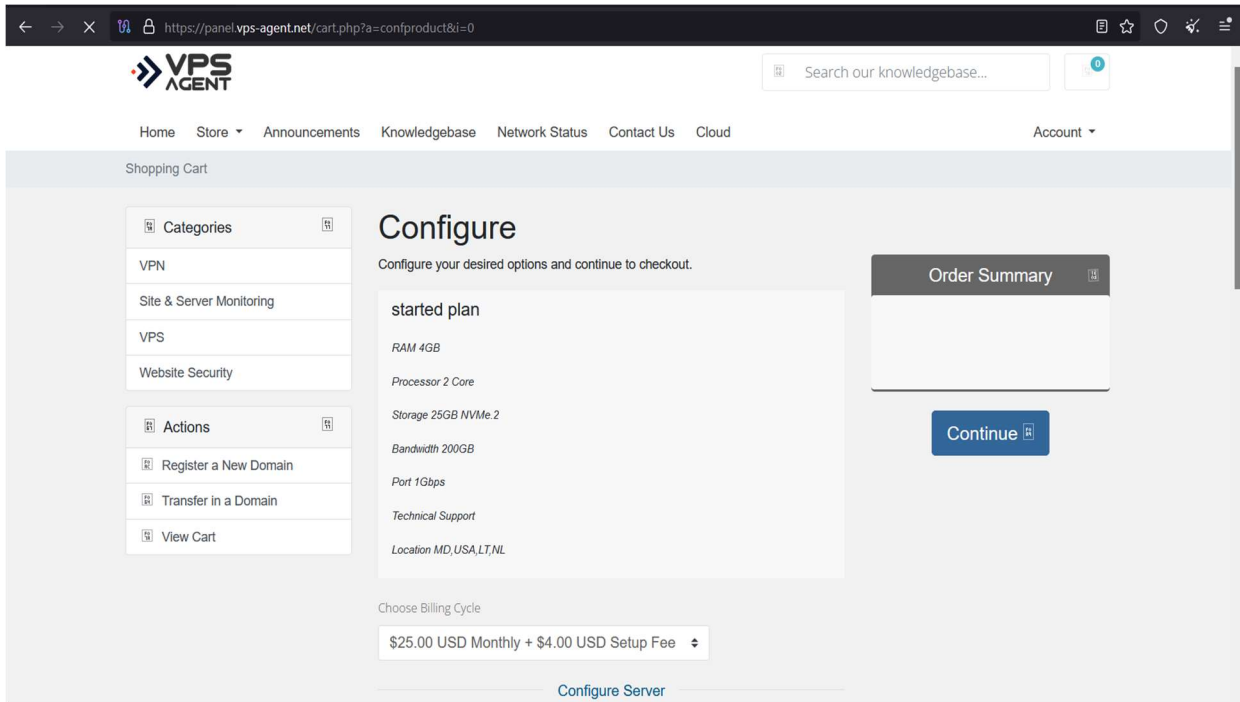 https://panel.vps-agent.net/cart.php?a=confproduct&i=0
VPS
AGENT
Search our knowledgebase...
0
Home Store Announcements Knowledgebase Network Status Contact Us Cloud Account
Shopping Cart
Categories
VPN
Site & Server Monitoring
VPS
Website Security
Actions
Register a New Domain
Transfer in a Domain
View Cart
Configure
Configure your desired options and continue to checkout.
started plan
RAM 4GB
Processor 2 Core
Storage 25GB NVMe.2
Bandwidth 200GB
Port 1Gbps
Technical Support
Location MD,USA,LT,NL
Choose Billing Cycle
$25.00 USD Monthly + $4.00 USD Setup Fee
Configure Server
Order Summary
Continue